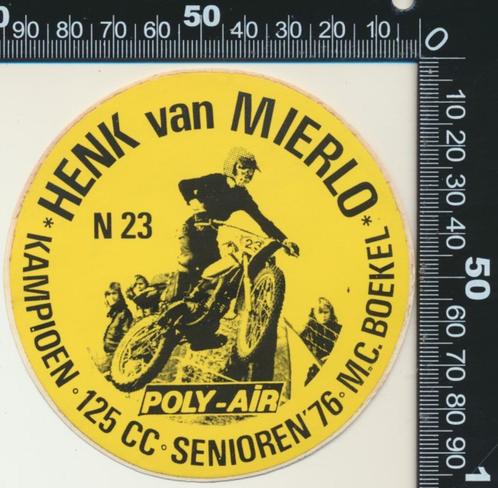 90 80 70 60 50 40 30 20 10 0
10 20 30 40 50 60 70 80 90 1
* HENK van MIERLO *
N 23
23
POLY-AiR
KAMPIOEN · 125 CC · SENIOREN '76 · M.C. BOEKEL